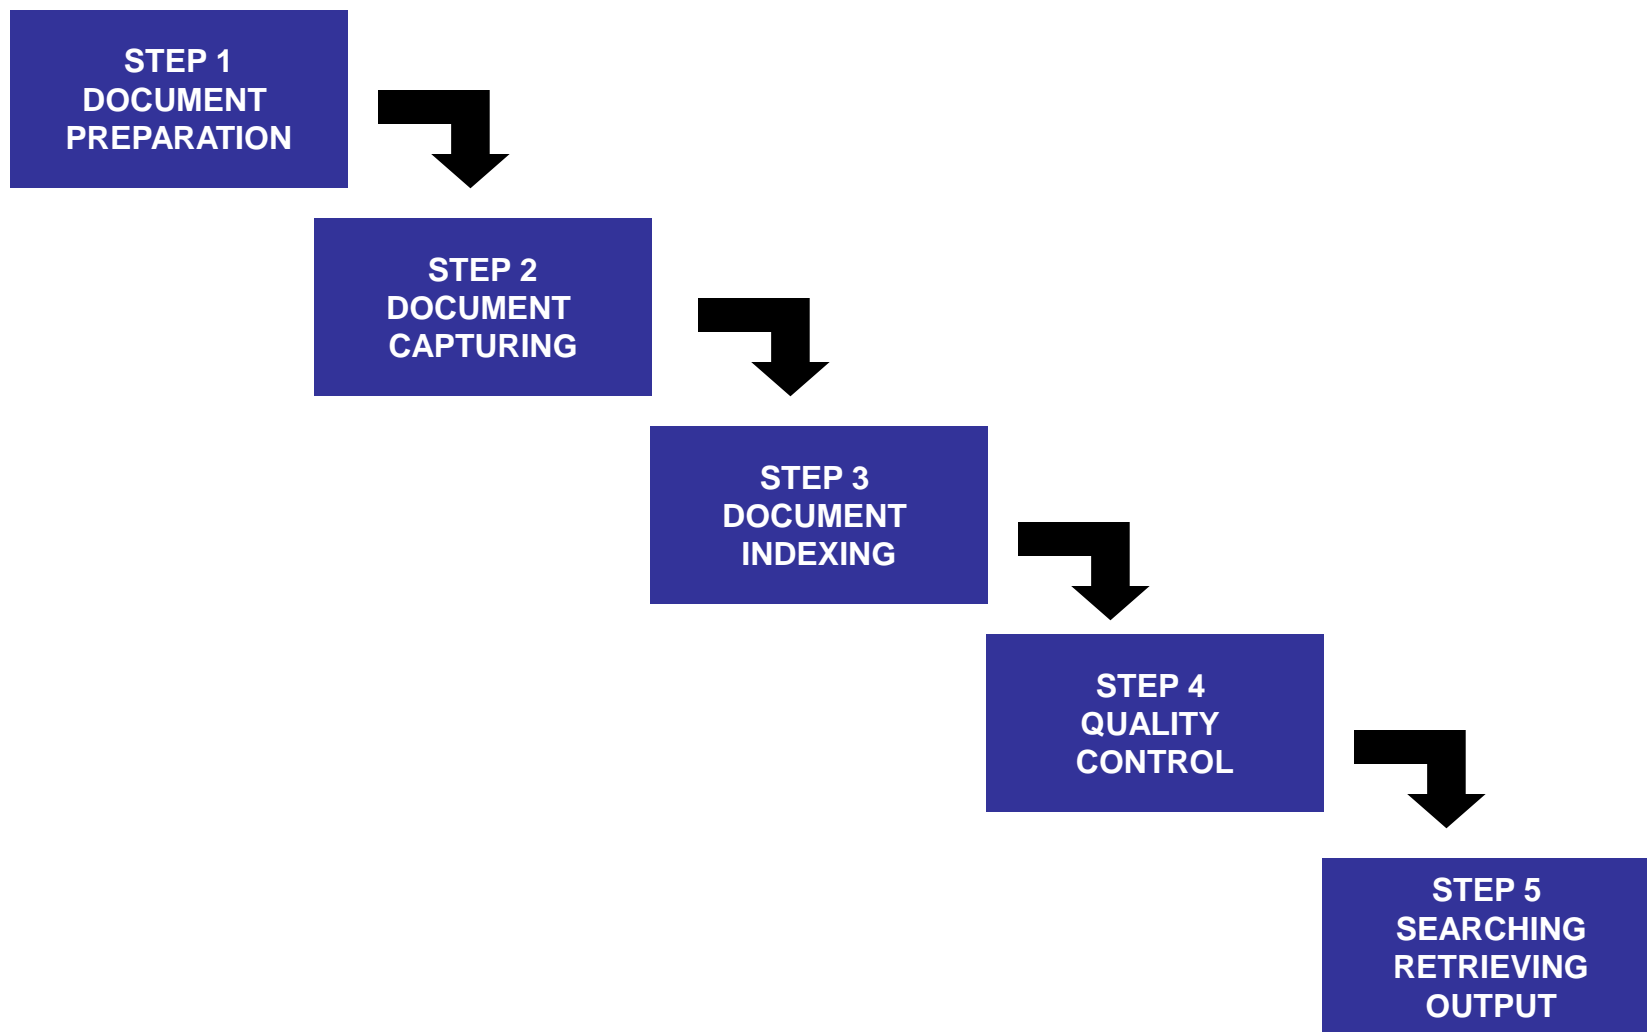 STEP 1
DOCUMENT
PREPARATION
STEP 2
DOCUMENT
CAPTURING
STEP 3
DOCUMENT
INDEXING
STEP 4
QUALITY
CONTROL
STEP 5
SEARCHING
RETRIEVING
OUTPUT